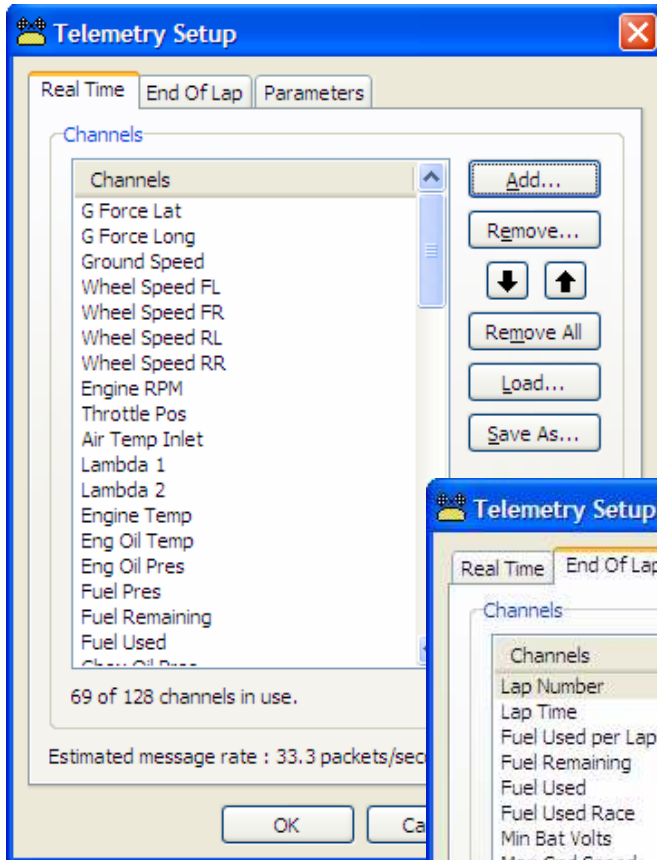 Telemetry Setup
Real Time End Of Lap Parameters
Channels
Channels
G Force Lat
G Force Long
Ground Speed
Wheel Speed FL
Wheel Speed FR
Wheel Speed RL
Wheel Speed RR
Engine RPM
Throttle Pos
Air Temp Inlet
Lambda 1
Lambda 2
Engine Temp
Eng Oil Temp
Eng Oil Pres
Fuel Pres
Fuel Remaining
Fuel Used
69 of 128 channels in use.
Estimated message rate : 33.3 packets/sec
OK
Ca
Add...
Remove...
Remove All
Load...
Save As...
Telemetry Setup
Real Time End Of Lap
Channels
Channels
Lap Number
Lap Time
Fuel Used per Lap
Fuel Remaining
Fuel Used
Fuel Used Race
Min Bat Volts